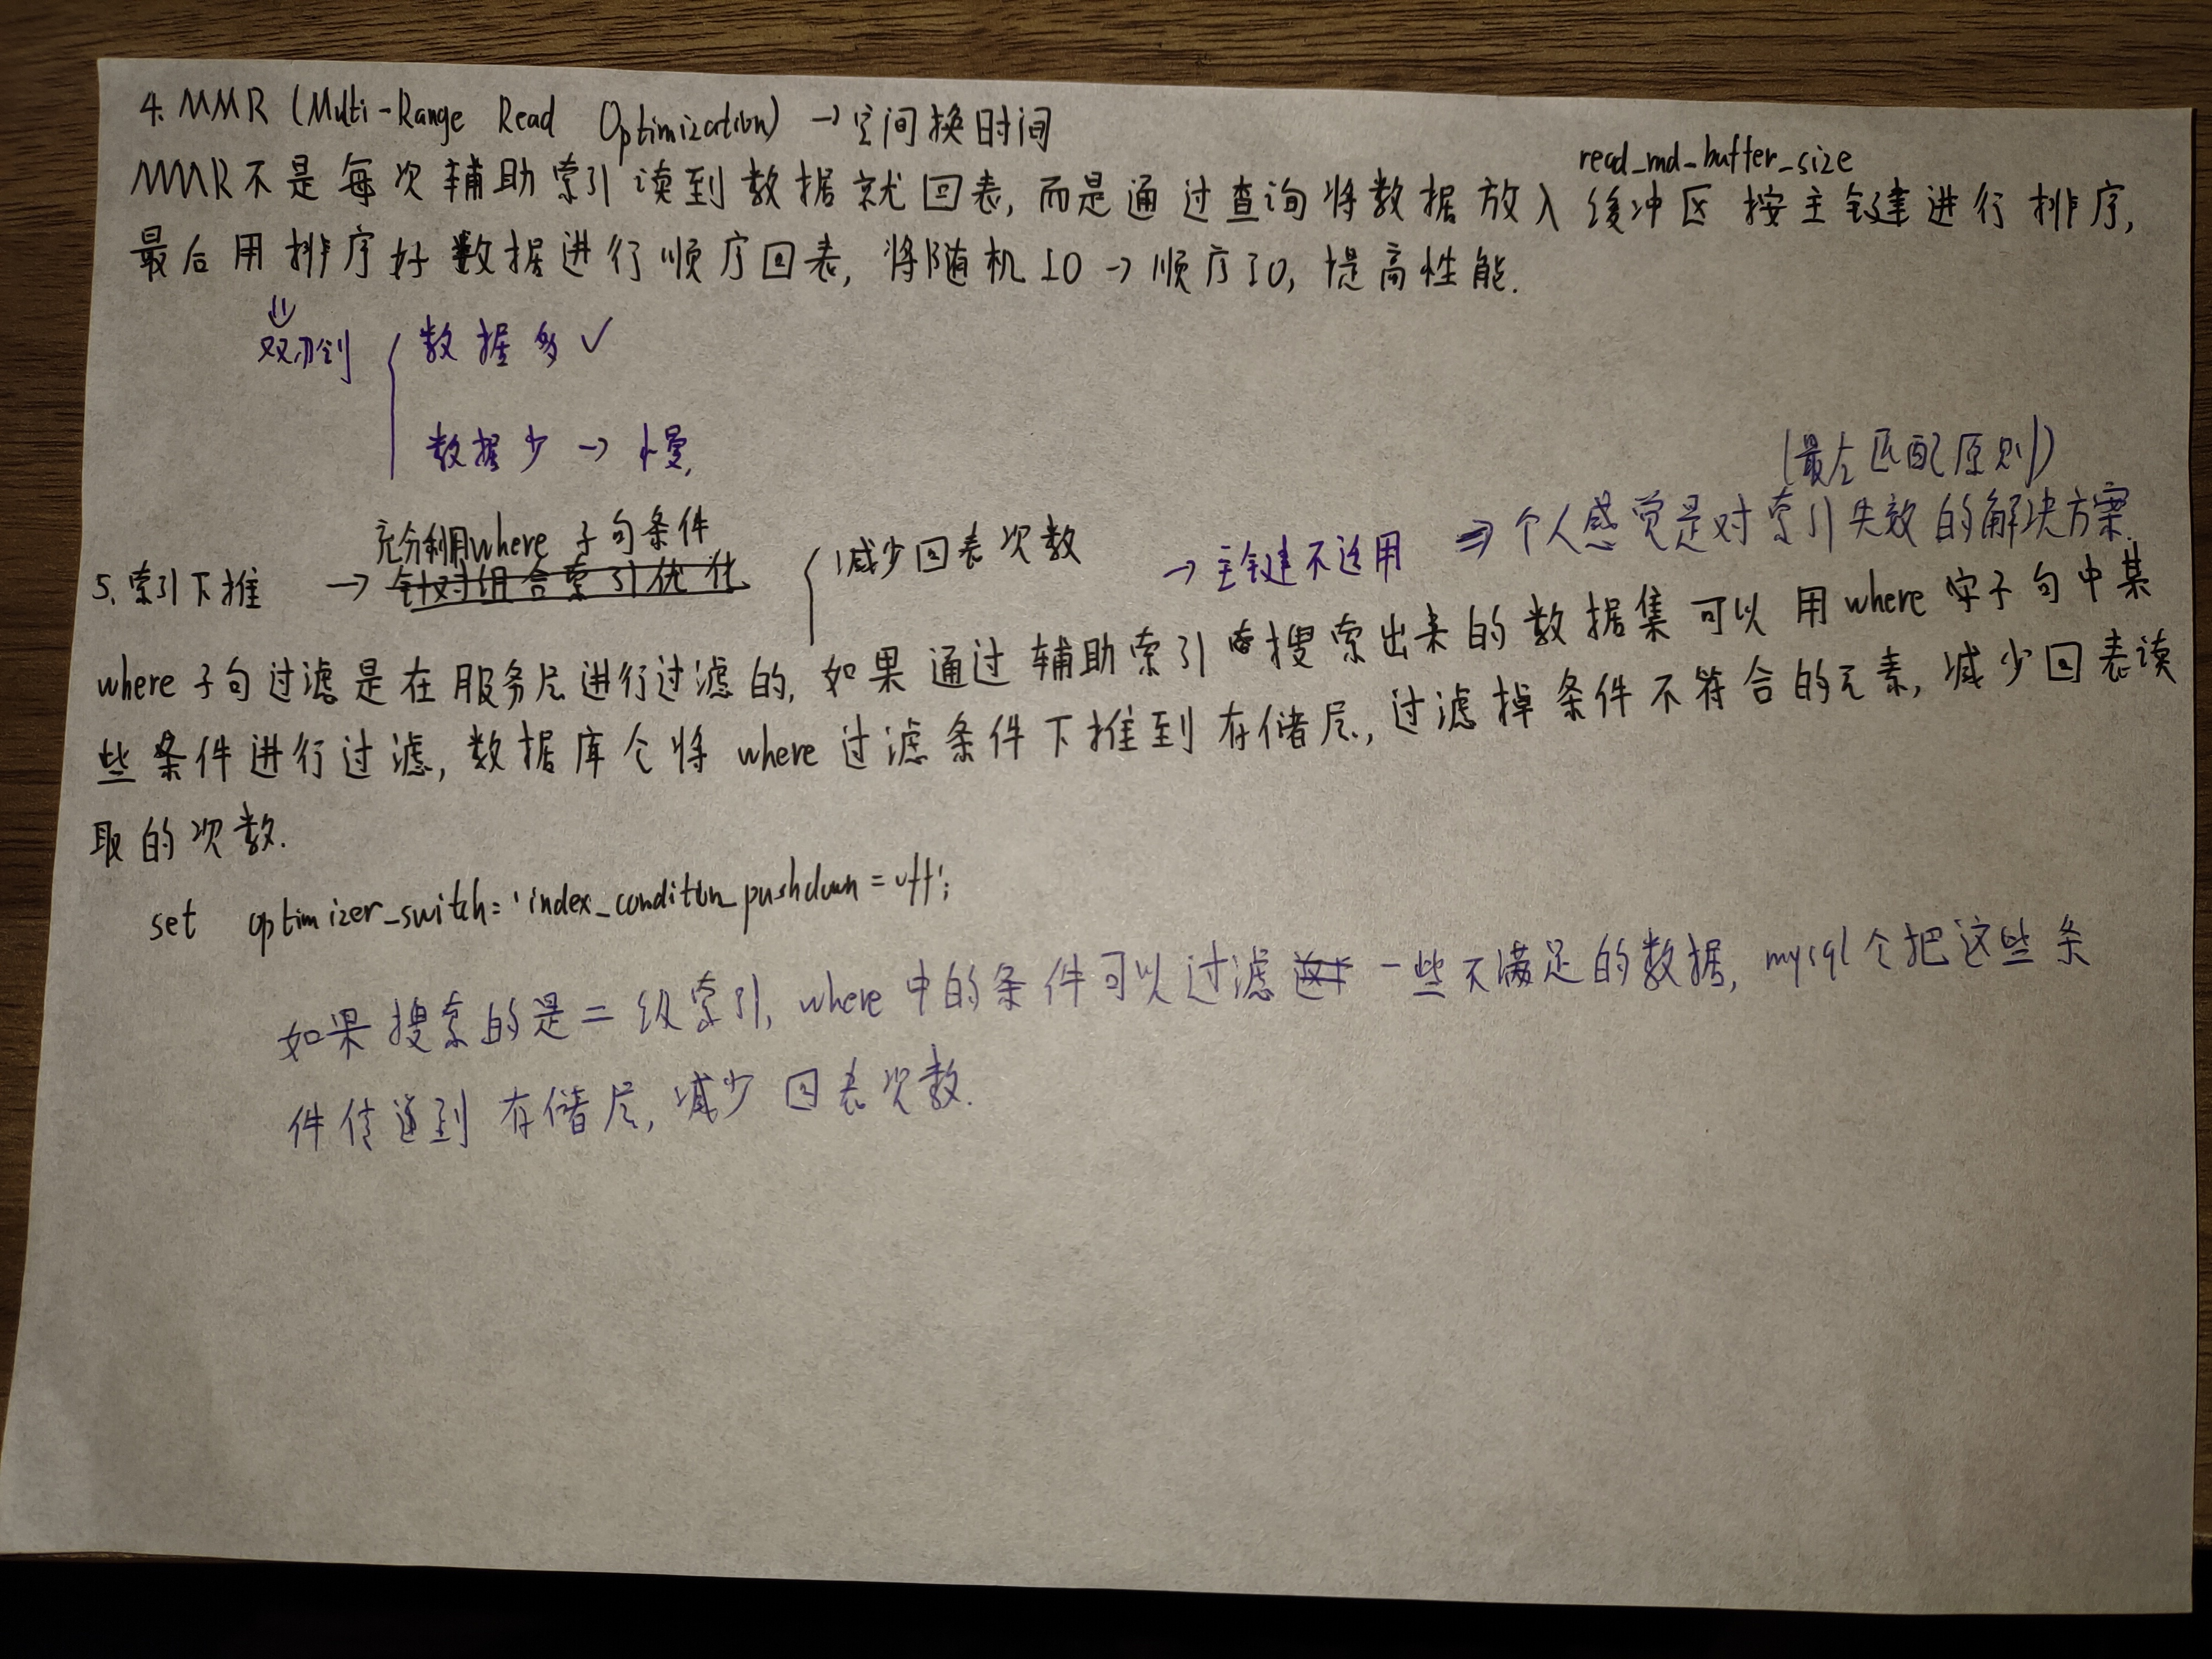 4. MMR (Multi-Range Read Optimization) →空间换时间
read_rnd_buffer_size
MMR不是每次辅助索引读到数据就回表,而是通过查询将数据放入缓冲区按主键进行排序,
最后用排序好数据进行顺序回表,将随机IO→顺序IO,提高性能.
⇓
双刃剑 { 数据多 ✓
数据少 → 慢.
(最左匹配原则)
充分利用where子句条件
5.索引下推 → 针对组合索引优化 { 减少回表次数 → 主键不适用 ⇒ 个人感觉是对索引失效的解决方案.
where子句过滤是在服务层进行过滤的,如果通过辅助索引搜索出来的数据集可以用where字子句中某
些条件进行过滤,数据库会将where过滤条件下推到存储层,过滤掉条件不符合的元素,减少回表读
取的次数.
set optimizer_switch='index_condition_pushdown=off';
如果搜索的是二级索引,where中的条件可以过滤一些不满足的数据,mysql会把这些条
件传递到存储层,减少回表次数.